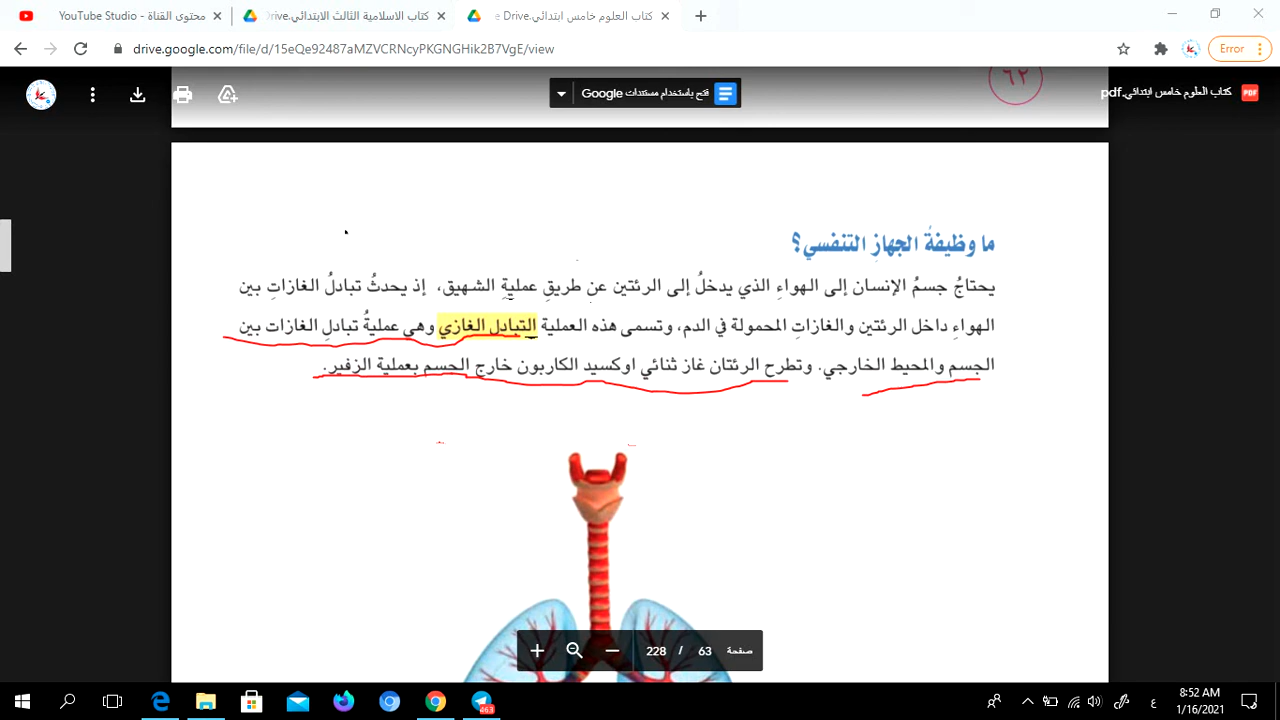 محتوى القناة - YouTube Studio
كتاب الاسلامية الثالث الابتدائي.Drive
كتاب العلوم خامس ابتدائي.e Drive
drive.google.com/file/d/15eQe92487aMZVCRNcyPKGNGHik2B7VgE/view
Error
٦٢
فتح باستخدام مستندات Google
كتاب العلوم خامس ابتدائي.pdf
PDF
ما وظيفةُ الجهازِ التنفسي؟
يحتاجُ جسمُ الإنسان إلى الهواءِ الذي يدخلُ إلى الرئتين عن طريقِ عمليةِ الشهيق، إذ يحدثُ تبادلُ الغازاتِ بين
الهواءِ داخل الرئتين والغازاتِ المحمولة في الدم، وتسمى هذه العملية التبادل الغازي وهي عمليةُ تبادلِ الغازات بين
الجسم والمحيط الخارجي. وتطرح الرئتان غاز ثنائي اوكسيد الكاربون خارج الجسم بعملية الزفير.
صفحة 63 / 228
463
ع
8:52 AM
1/16/2021